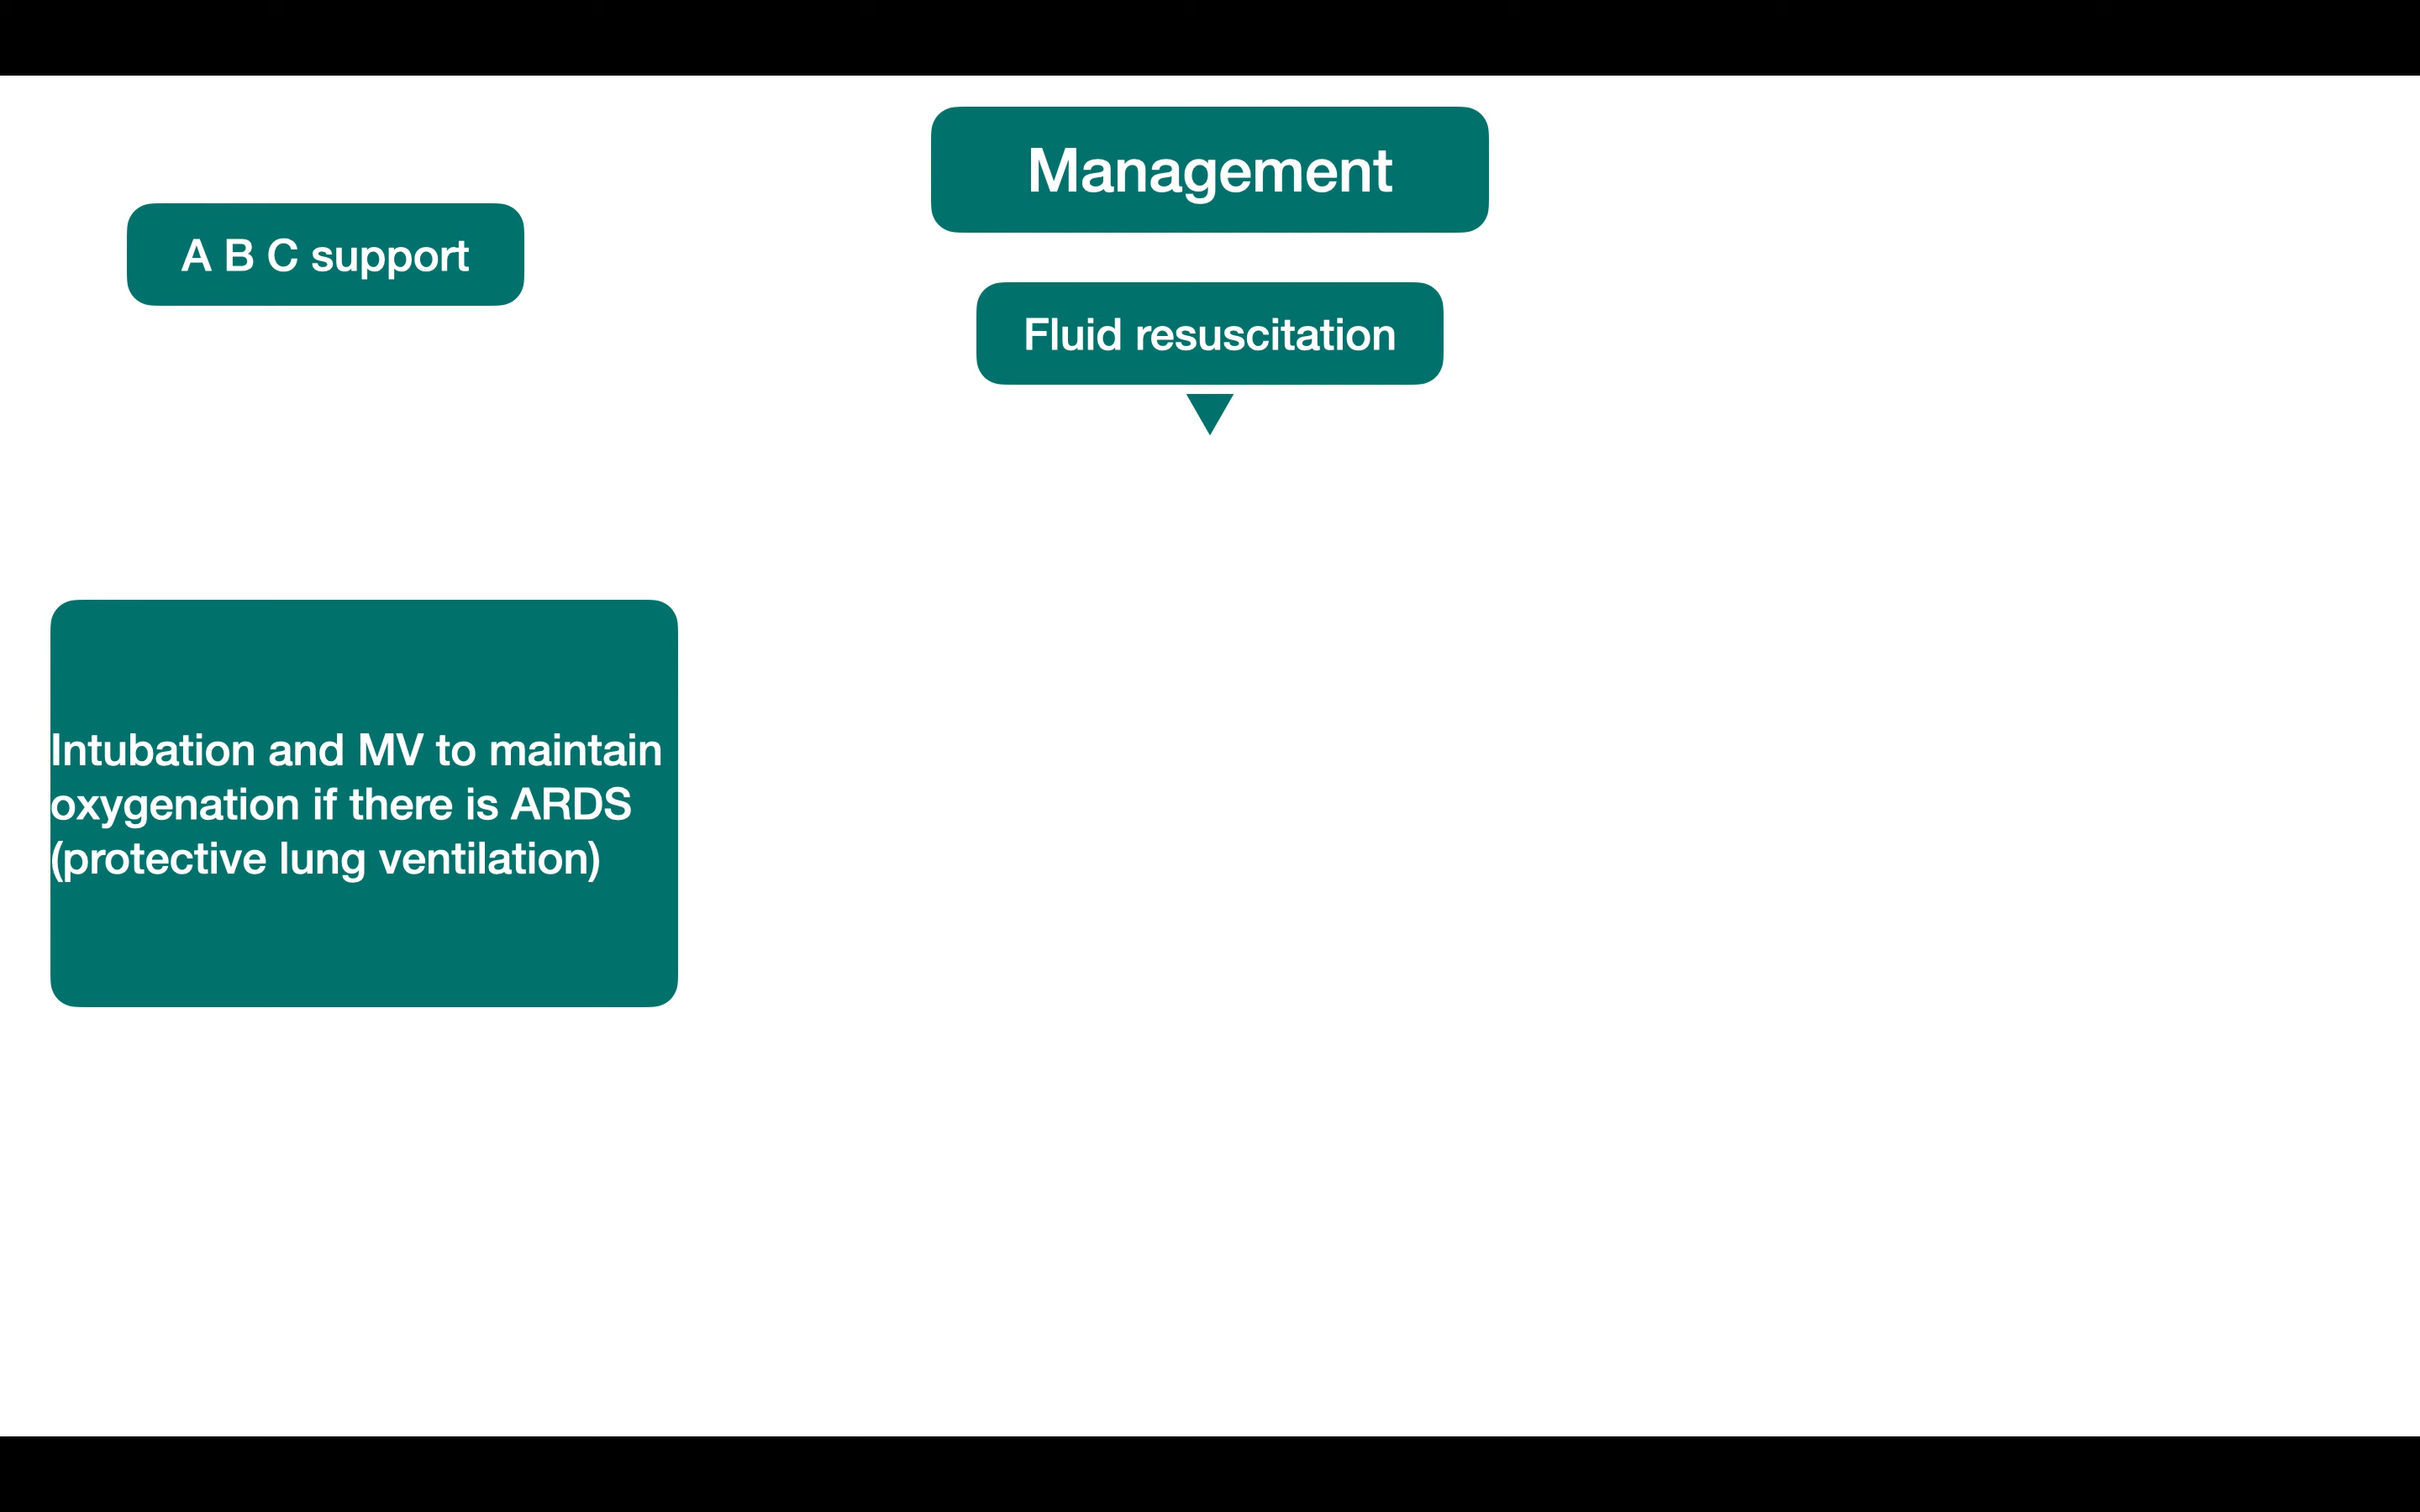 Management
A B C support
Fluid resuscitation
Intubation and MV to maintain
oxygenation if there is ARDS
(protective lung ventilation)